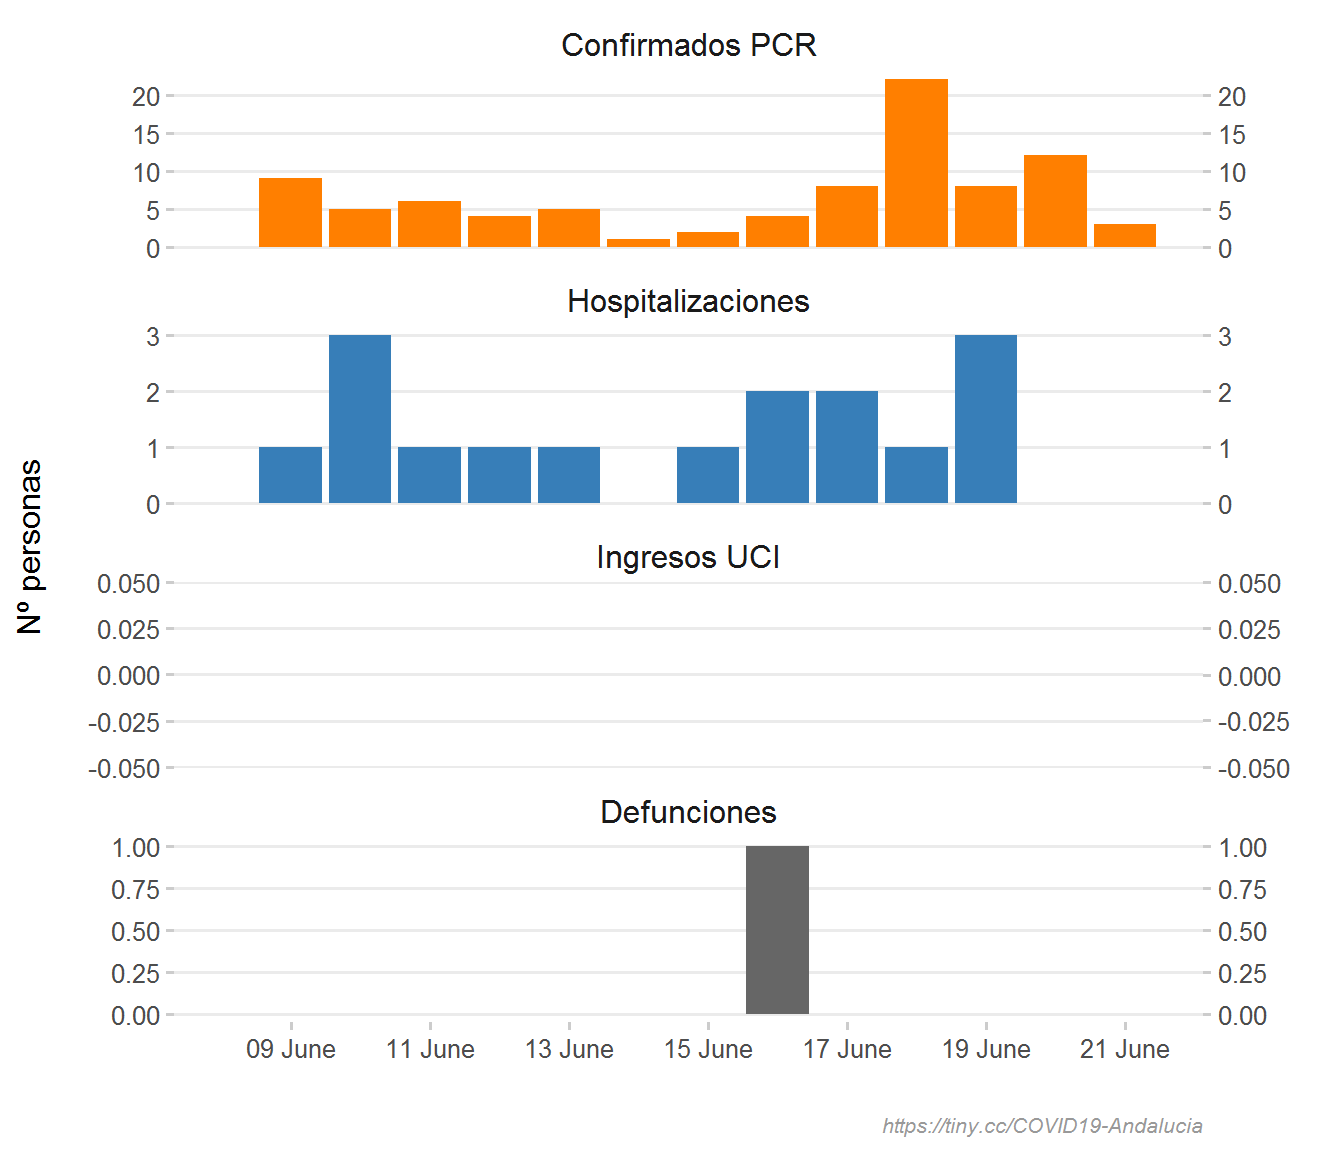 Confirmados PCR
20 20
15 15
10 10
5 5
0 0
Hospitalizaciones
3 3
2 2
1 1
0 0
Nº personas
Ingresos UCI
0.050 0.050
0.025 0.025
0.000 0.000
-0.025 -0.025
-0.050 -0.050
Defunciones
1.00 1.00
0.75 0.75
0.50 0.50
0.25 0.25
0.00 0.00
09 June 11 June 13 June 15 June 17 June 19 June 21 June
https://tiny.cc/COVID19-Andalucia